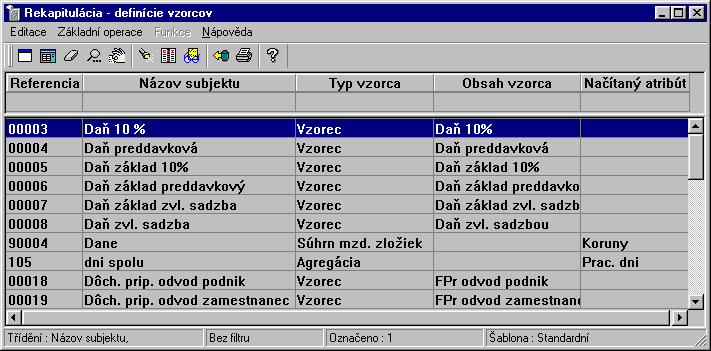 Rekapitulácia - definície vzorcov
Editace Základní operace Funkce Nápověda
Referencia Názov subjektu Typ vzorca Obsah vzorca Načítaný atribút
00003 Daň 10 % Vzorec Daň 10%
00004 Daň preddavková Vzorec Daň preddavková
00005 Daň základ 10% Vzorec Daň základ 10%
00006 Daň základ preddavkový Vzorec Daň základ preddavko
00007 Daň základ zvl. sadzba Vzorec Daň základ zvl. sadzb
00008 Daň zvl. sadzba Vzorec Daň zvl. sadzbou
90004 Dane Súhrn mzd. zložiek Koruny
105 dni spolu Agregácia Prac. dni
00018 Dôch. prip. odvod podnik Vzorec FPr odvod podnik
00019 Dôch. prip. odvod zamestnanec Vzorec FPr odvod zamestnan
Třídění : Názov subjektu, Bez filtru Označeno : 1 Šablona : Standardní